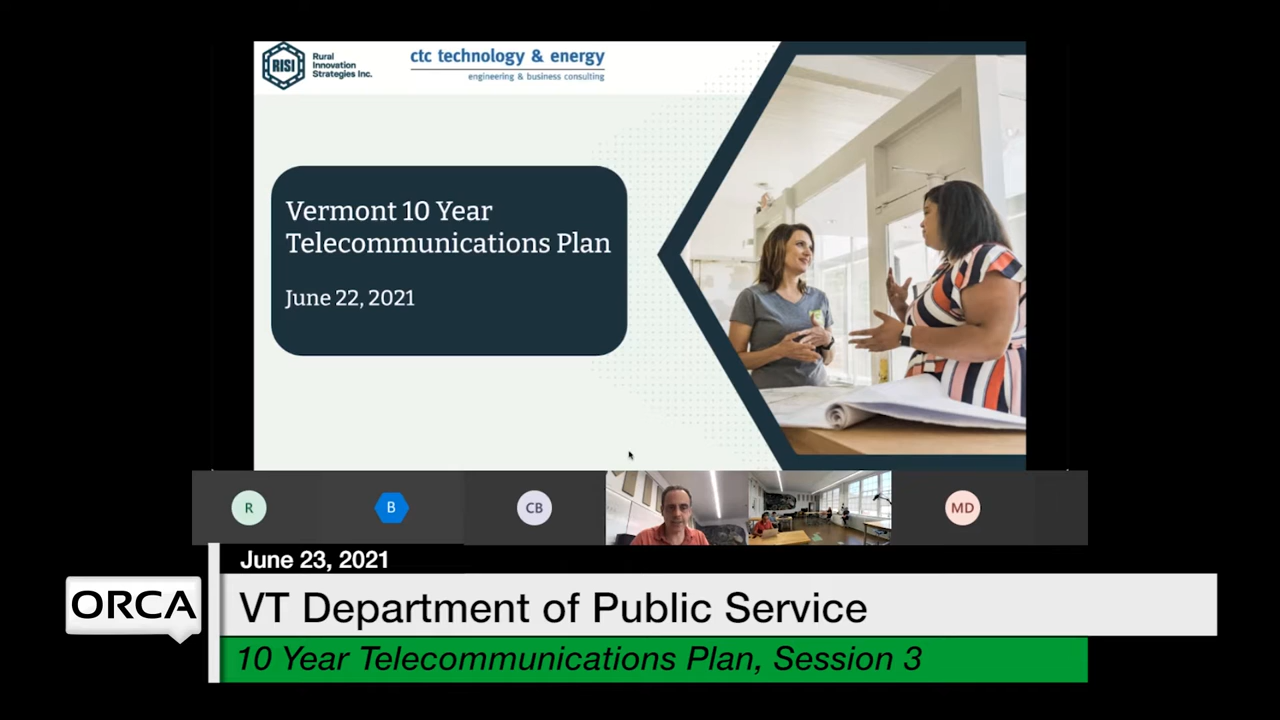 RISI
Rural
Innovation
Strategies Inc.
ctc technology & energy
engineering & business consulting
Vermont 10 Year
Telecommunications Plan
June 22, 2021
R
B
CB
MD
June 23, 2021
ORCA
VT Department of Public Service
10 Year Telecommunications Plan, Session 3